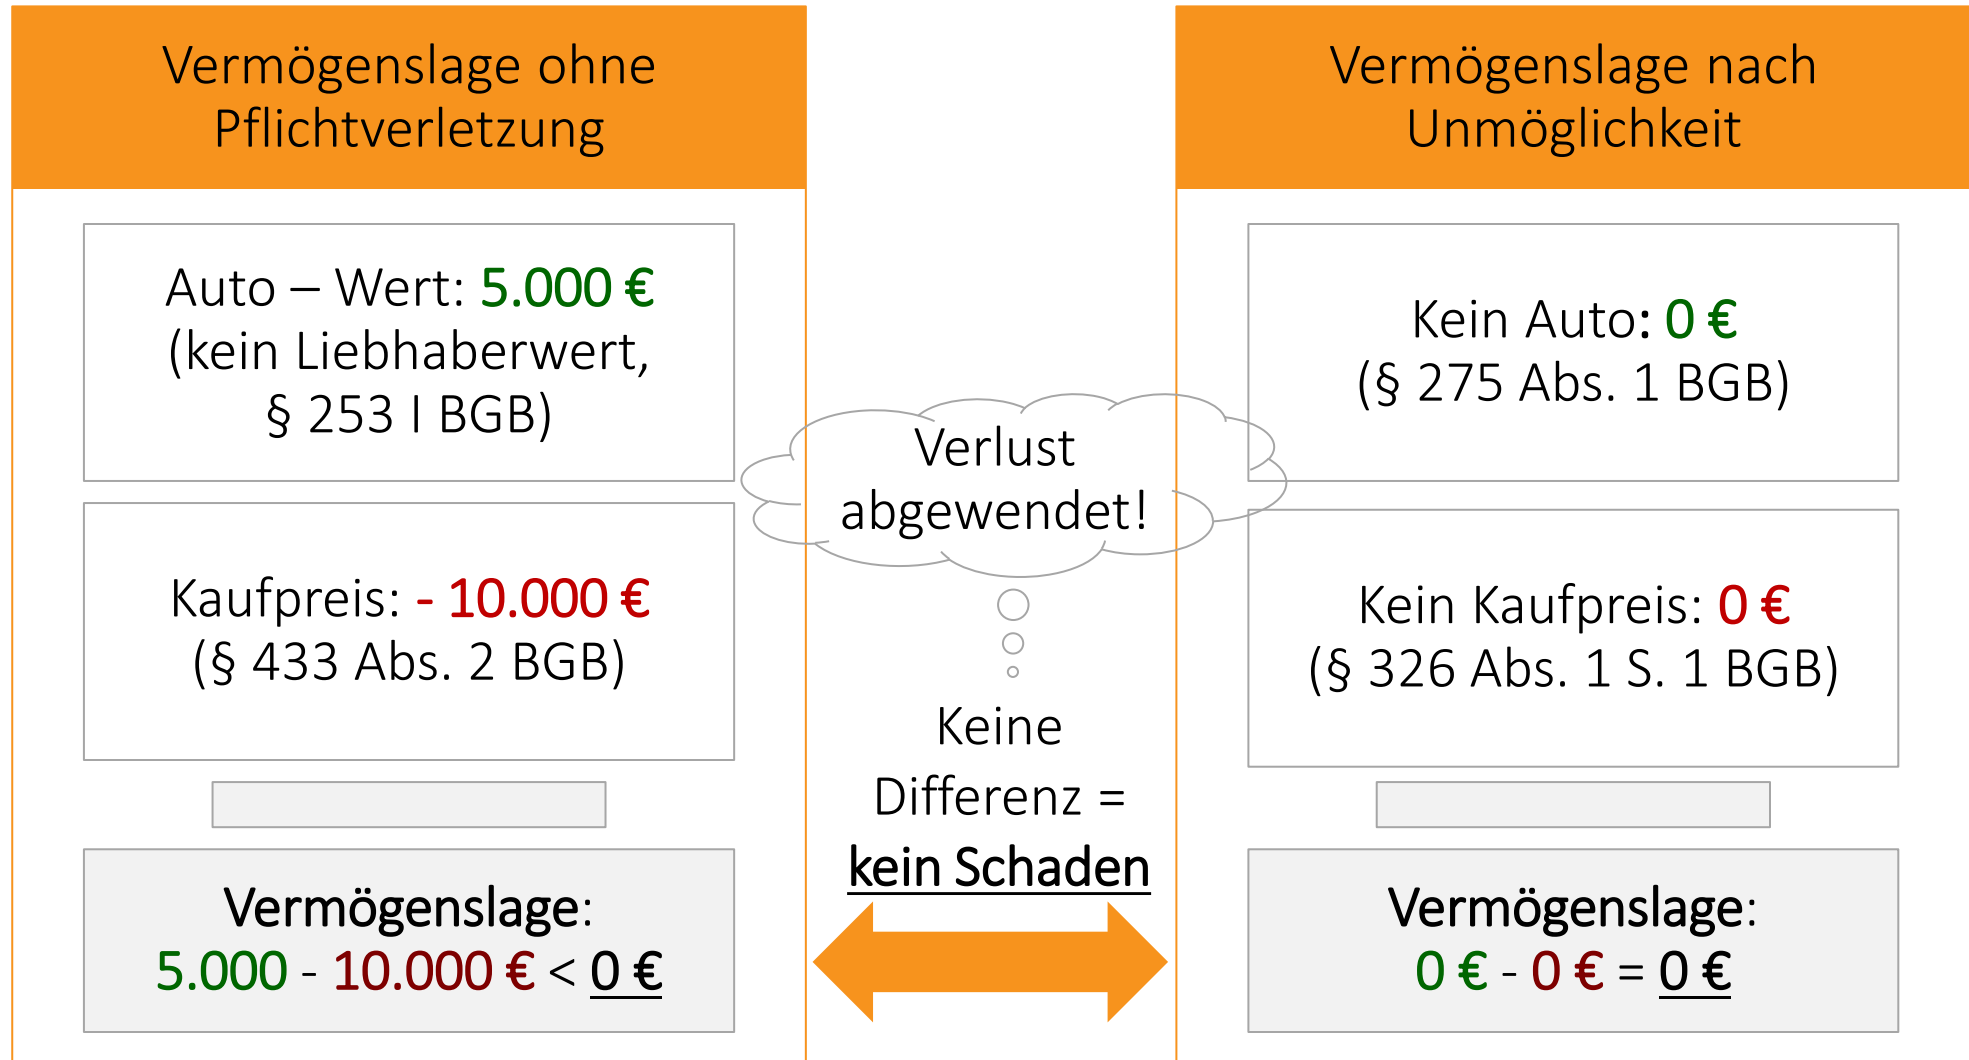 Vermögenslage ohne
Pflichtverletzung
Auto – Wert: 5.000 €
(kein Liebhaberwert,
§ 253 I BGB)
Kaufpreis: - 10.000 €
(§ 433 Abs. 2 BGB)
Vermögenslage:
5.000 - 10.000 € < 0 €
Verlust
abgewendet!
Keine
Differenz =
kein Schaden
Vermögenslage nach
Unmöglichkeit
Kein Auto: 0 €
(§ 275 Abs. 1 BGB)
Kein Kaufpreis: 0 €
(§ 326 Abs. 1 S. 1 BGB)
Vermögenslage:
0 € - 0 € = 0 €